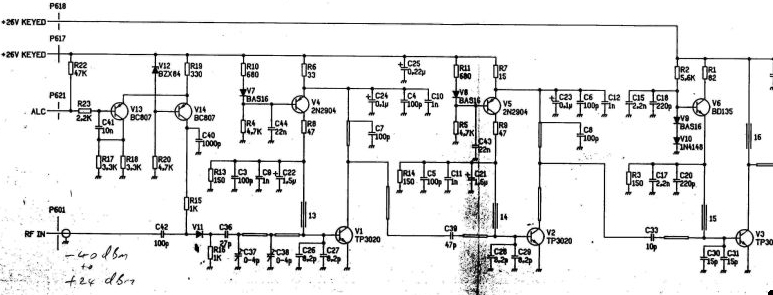 P618
+26V KEYED
P617
+26V KEYED
R22
47K
V12
BZX84
R19
330
R10
680
R6
33
C25
0.22µ
R11
680
R7
15
R2
5.6K
R1
82
P621
ALC
R23
2.2K
C41
10n
V13
BC807
V14
BC807
V7
BAS16
V4
2N2904
C24
0.1µ
C4
100p
C10
1n
V8
BAS16
V5
2N2904
C23
0.1µ
C6
100p
C12
1n
C15
2.2n
C18
220p
V6
BD135
V9
BAS16
V10
1N4148
R4
4.7K
C44
22n
R8
47
C7
100p
R5
4.7K
C43
22n
R9
47
C8
100p
16
C40
1000p
R17
3.3K
R18
3.3K
R20
4.7K
R13
150
C3
100p
C9
1n
C22
1.5µ
R14
150
C5
100p
C11
1n
C21
1.5µ
R3
150
C17
2.2n
C20
220p
R15
1K
P601
RF IN
C42
100p
V11
C36
27p
13
V1
TP3020
C39
47p
14
V2
TP3020
C33
10p
15
V3
TP3020
R16
1K
C37
0-4p
C38
0-4p
C26
8.2p
C27
8.2p
C28
8.2p
C29
8.2p
C30
15p
C31
15p
-40 dBm
to
+24 dBm